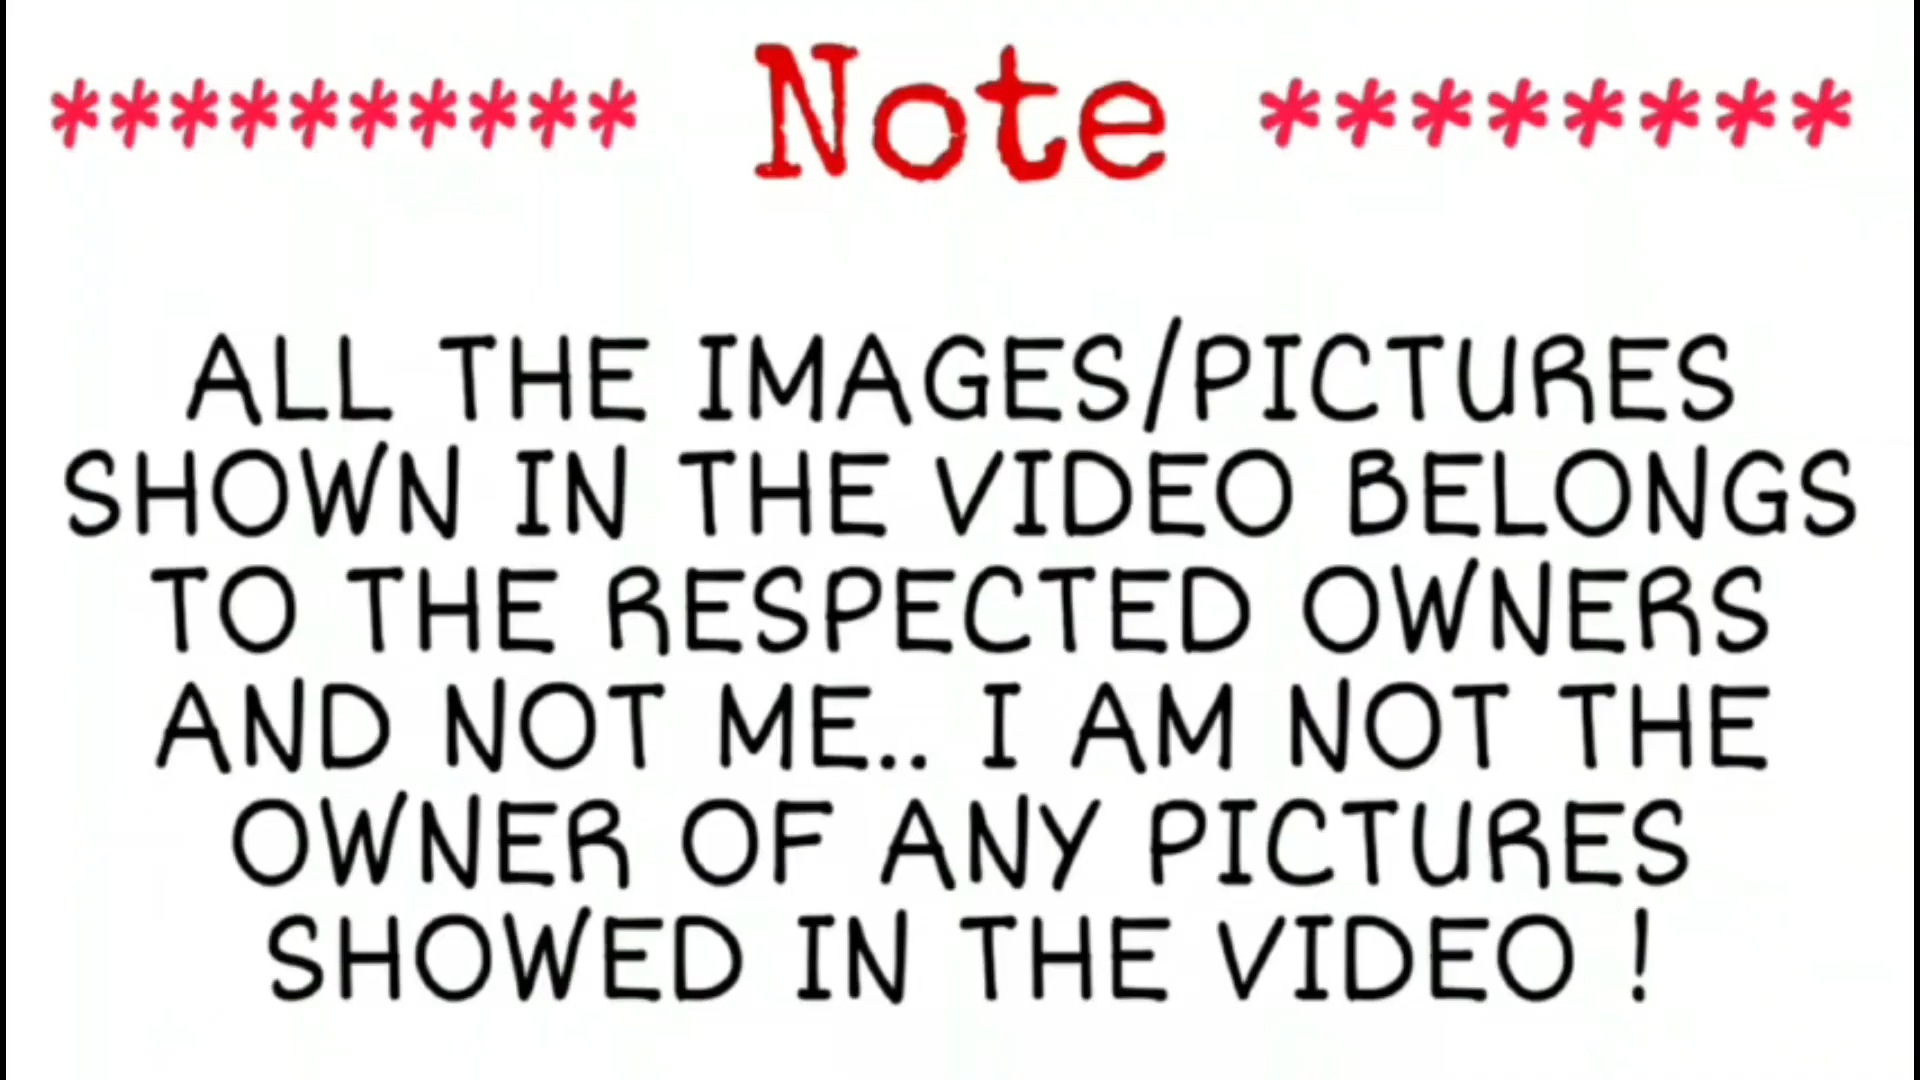 ********** Note ********
ALL THE IMAGES/PICTURES
SHOWN IN THE VIDEO BELONGS
TO THE RESPECTED OWNERS
AND NOT ME.. I AM NOT THE
OWNER OF ANY PICTURES
SHOWED IN THE VIDEO !